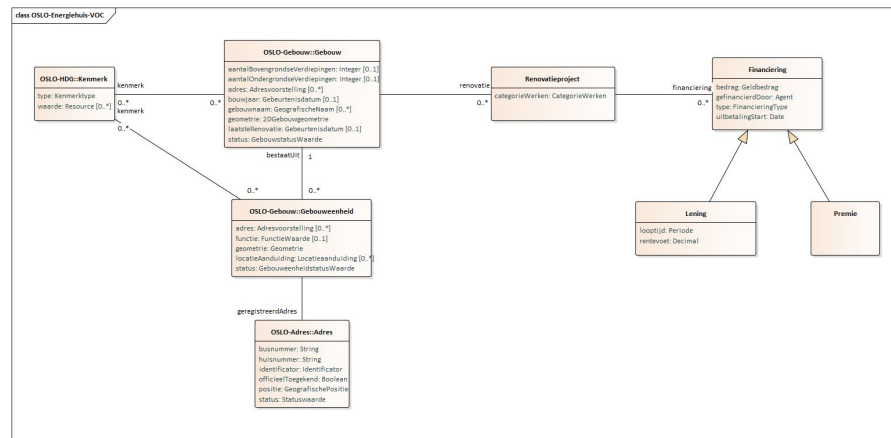 class OSLO-Energiehuis-VOC
OSLO-HDG::Kenmerk
type: Kenmerktype
waarde: Resource [0..*]
kenmerk
0..*
kenmerk
0..*
0..*
OSLO-Gebouw::Gebouw
aantalBovengrondseVerdiepingen: Integer [0..1]
aantalOndergrondseVerdiepingen: Integer [0..1]
adres: Adresvoorstelling [0..*]
bouwjaar: Gebeurtenisdatum [0..1]
gebouwnaam: GeografischeNaam [0..*]
geometrie: 2DGebouwgeometrie
laatsteRenovatie: Gebeurtenisdatum [0..1]
status: GebouwstatusWaarde
renovatie
0..*
Renovatieproject
categorieWerken: CategorieWerken
financiering
0..*
Financiering
bedrag: Geldbedrag
gefinancierdDoor: Agent
type: FinancieringType
uitbetalingStart: Date
bestaatUit
1
0..*
0..*
OSLO-Gebouw::Gebouweenheid
adres: Adresvoorstelling [0..*]
functie: FunctieWaarde [0..1]
geometrie: Geometrie
locatieAanduiding: Locatieaanduiding [0..*]
status: GebouweenheidstatusWaarde
Lening
looptijd: Periode
rentevoet: Decimal
Premie
geregistreerdAdres
OSLO-Adres::Adres
busnummer: String
huisnummer: String
identificator: Identificator
officieelToegekend: Boolean
positie: GeografischePositie
status: Statuswaarde